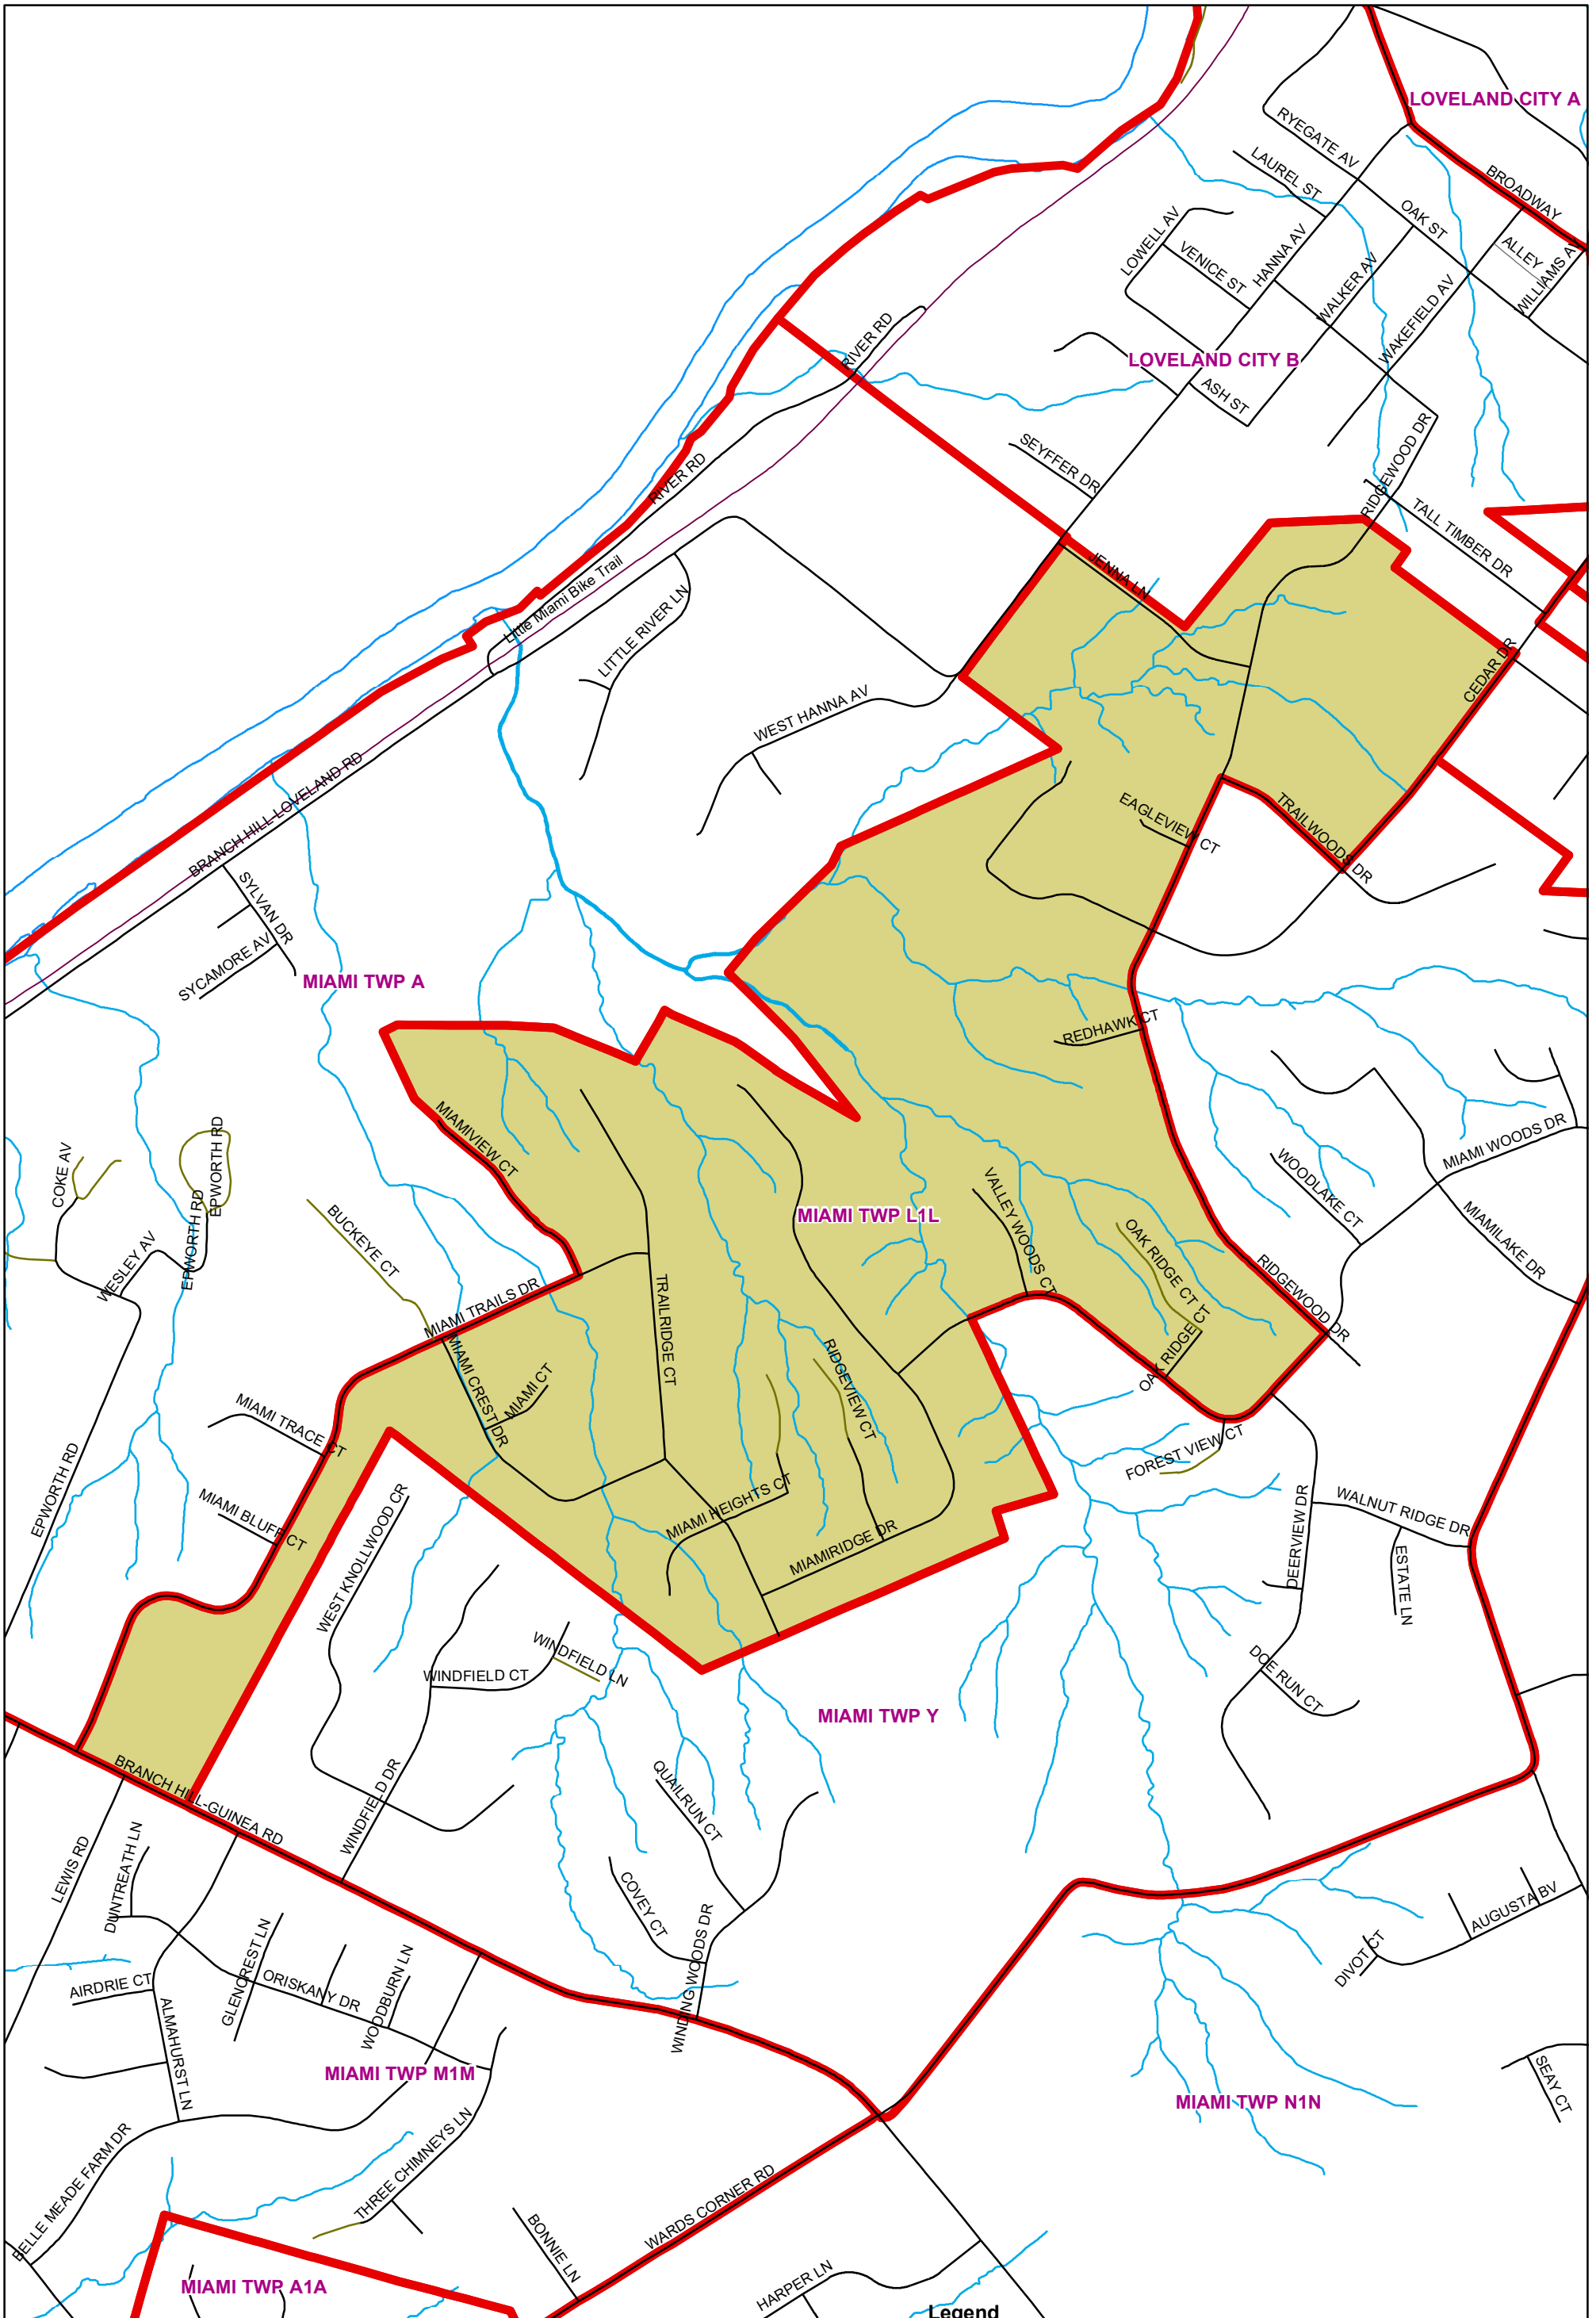 LOVELAND CITY A
RYEGATE AV
LAUREL ST
BROADWAY
OAK ST
LOWELL AV
ALLEY
VENICE ST
HANNA AV
WALKER AV
WILLIAMS AV
WAKEFIELD AV
RIVER RD
LOVELAND CITY B
ASH ST
SEYFFER DR
RIDGEWOOD DR
RIVER RD
TALL TIMBER DR
JENNA LN
Little Miami Bike Trail
LITTLE RIVER LN
CEDAR DR
WEST HANNA AV
BRANCH HILL-LOVELAND RD
EAGLEVIEW CT
TRAILWOODS DR
SYLVAN DR
SYCAMORE AV
MIAMI TWP A
REDHAWK CT
MIAMIVIEW CT
COKE AV
EPWORTH RD
MIAMI WOODS DR
WOODLAKE CT
VALLEY WOODS CT
EPWORTH RD
BUCKEYE CT
MIAMI TWP L1L
MIAMILAKE DR
OAK RIDGE CT CT
WESLEY AV
RIDGEWOOD DR
MIAMI TRAILS DR
TRAILRIDGE CT
OAK RIDGE CT
MIAMI CREST DR
MIAMI CT
RIDGEVIEW CT
MIAMI TRACE CT
FOREST VIEW CT
EPWORTH RD
MIAMI BLUFF CT
WEST KNOLLWOOD CR
MIAMI HEIGHTS CT
WALNUT RIDGE DR
DEERVIEW DR
MIAMIRIDGE DR
ESTATE LN
WINDFIELD LN
WINDFIELD CT
DOE RUN CT
MIAMI TWP Y
BRANCH HILL-GUINEA RD
WINDFIELD DR
QUAILRUN CT
LEWIS RD
DUNTREATH LN
COVEY CT
AUGUSTA BV
WINDING WOODS DR
DIVOT CT
GLENOREST LN
AIRDRIE CT
ORISKANY DR
WOODBURN LN
ALMAHURST LN
MIAMI TWP M1M
SEAY CT
MIAMI TWP N1N
BELLE MEADE FARM DR
THREE CHIMNEYS LN
WARDS CORNER RD
BONNIE LN
MIAMI TWP A1A
HARPER LN
Legend